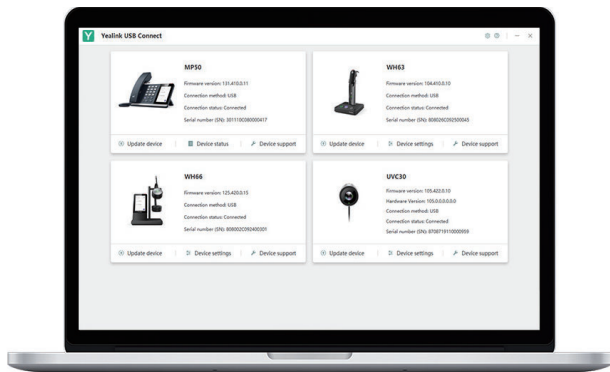 Yealink USB Connect
MP50
Firmware version: 131.410.0.11
Connection method: USB
Connection status: Connected
Serial number (SN): 0011100380000417
Update device
Device status
Device support
WH63
Firmware version: 104.410.0.10
Connection method: USB
Connection status: Connected
Serial number (SN): 808026C092500045
Update device
Device settings
Device support
WH66
Firmware version: 125.420.0.15
Connection method: USB
Connection status: Connected
Serial number (SN): 808002C092400301
Update device
Device settings
Device support
UVC30
Firmware version: 105.422.0.10
Hardware Version: 105.0.0.0.0.0.0
Connection method: USB
Connection status: Connected
Serial number (SN): 8708719110000959
Update device
Device settings
Device support